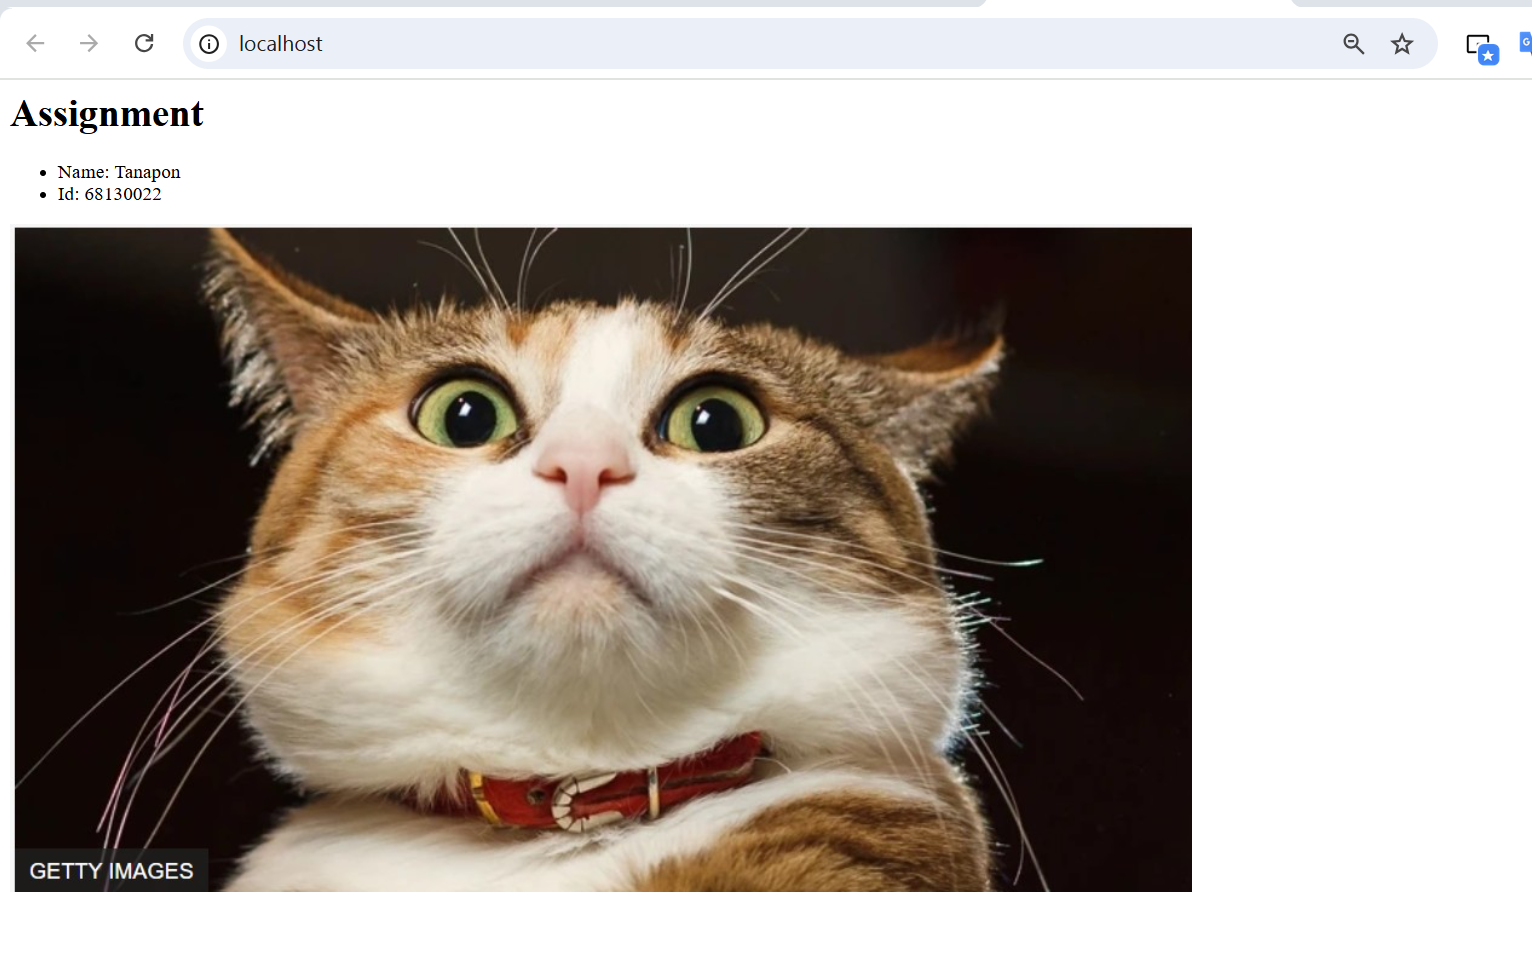 localhost
Assignment
Name: Tanapon
Id: 68130022
GETTY IMAGES